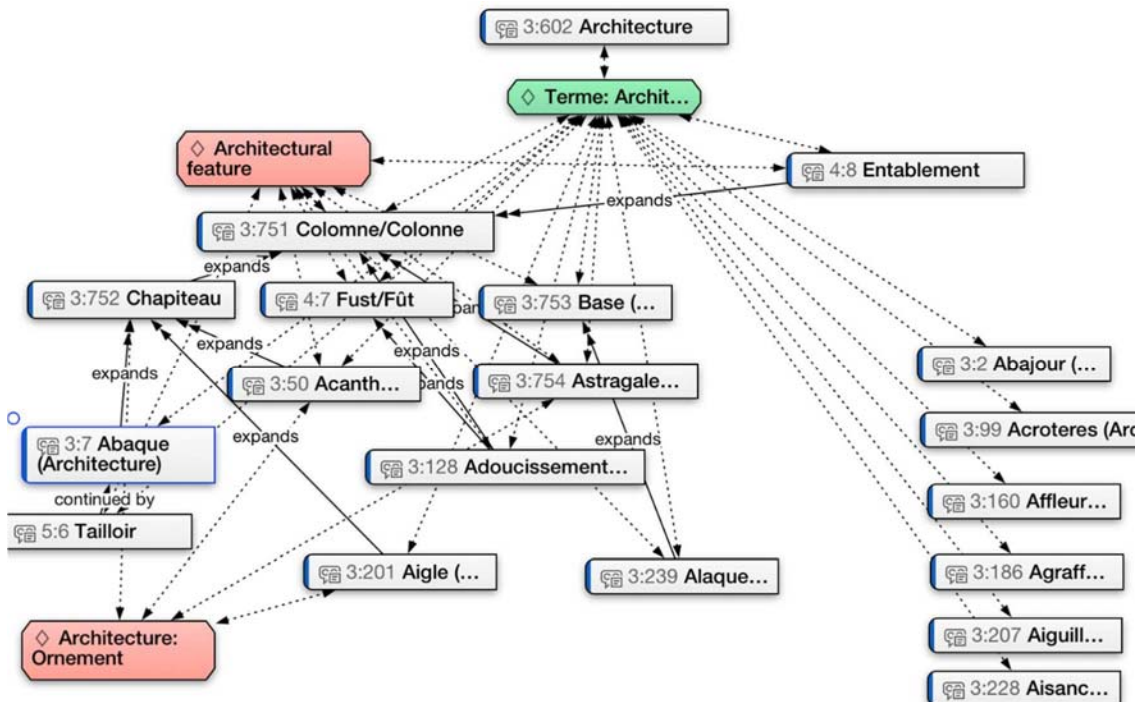 3:602 Architecture
◇ Terme: Archit...
◇ Architectural
feature
4:8 Entablement
expands
3:751 Colomne/Colonne
expands
3:752 Chapiteau
4:7 Fust/Fût
3:753 Base (...
expands
3:50 Acanth...
expands
3:754 Astragale...
3:2 Abajour (...
expands
3:99 Acroteres (Arc
3:7 Abaque
(Architecture)
expands
expands
3:128 Adoucissement...
continued by
3:160 Affleur...
5:6 Tailloir
3:201 Aigle (...
3:239 Alaque...
3:186 Agraff...
◇ Architecture:
Ornement
3:207 Aiguill...
3:228 Aisanc...